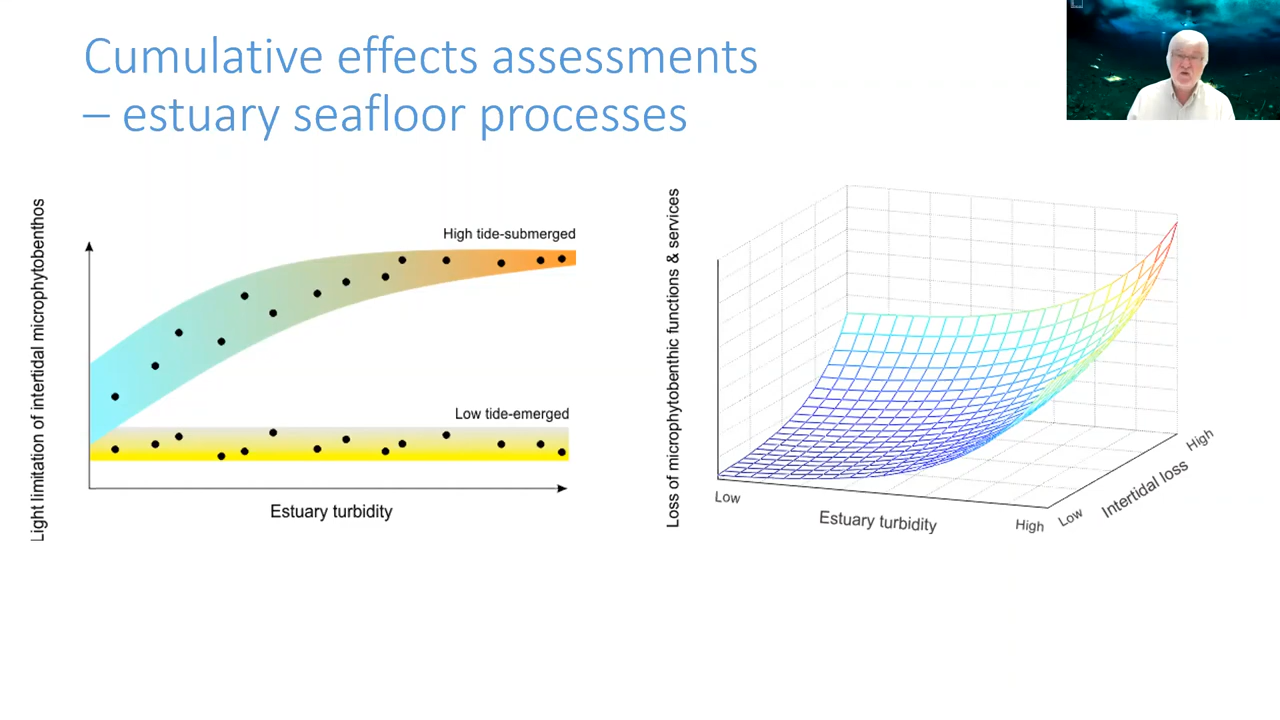 Cumulative effects assessments
– estuary seafloor processes
Light limitation of intertidal microphytobenthos
High tide-submerged
Low tide-emerged
Estuary turbidity
Loss of microphytobenthic functions & services
Low
Estuary turbidity
High
Low
Intertidal loss
High